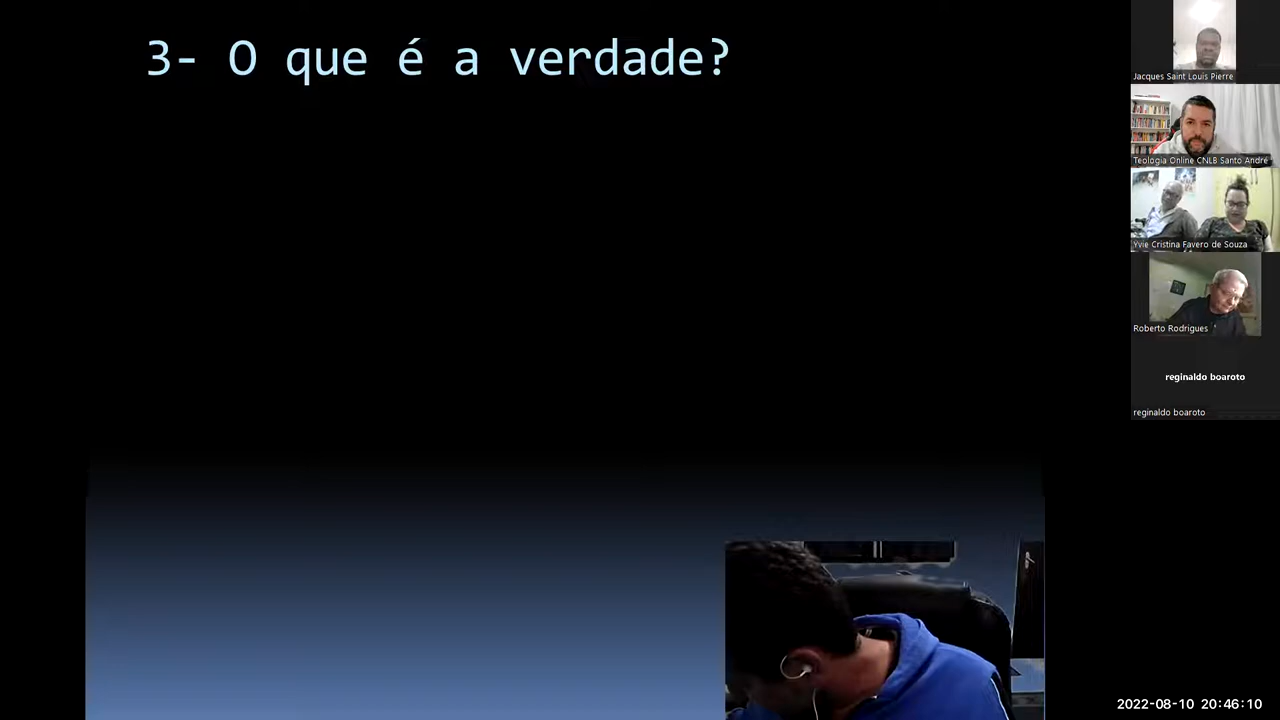 3- O que é a verdade?
Jacques Saint Louis Pierre
Teologia Online CNLB Santo André
Yvie Cristina Favero de Souza
Roberto Rodrigues
reginaldo boaroto
reginaldo boaroto
2022-08-10 20:46:10